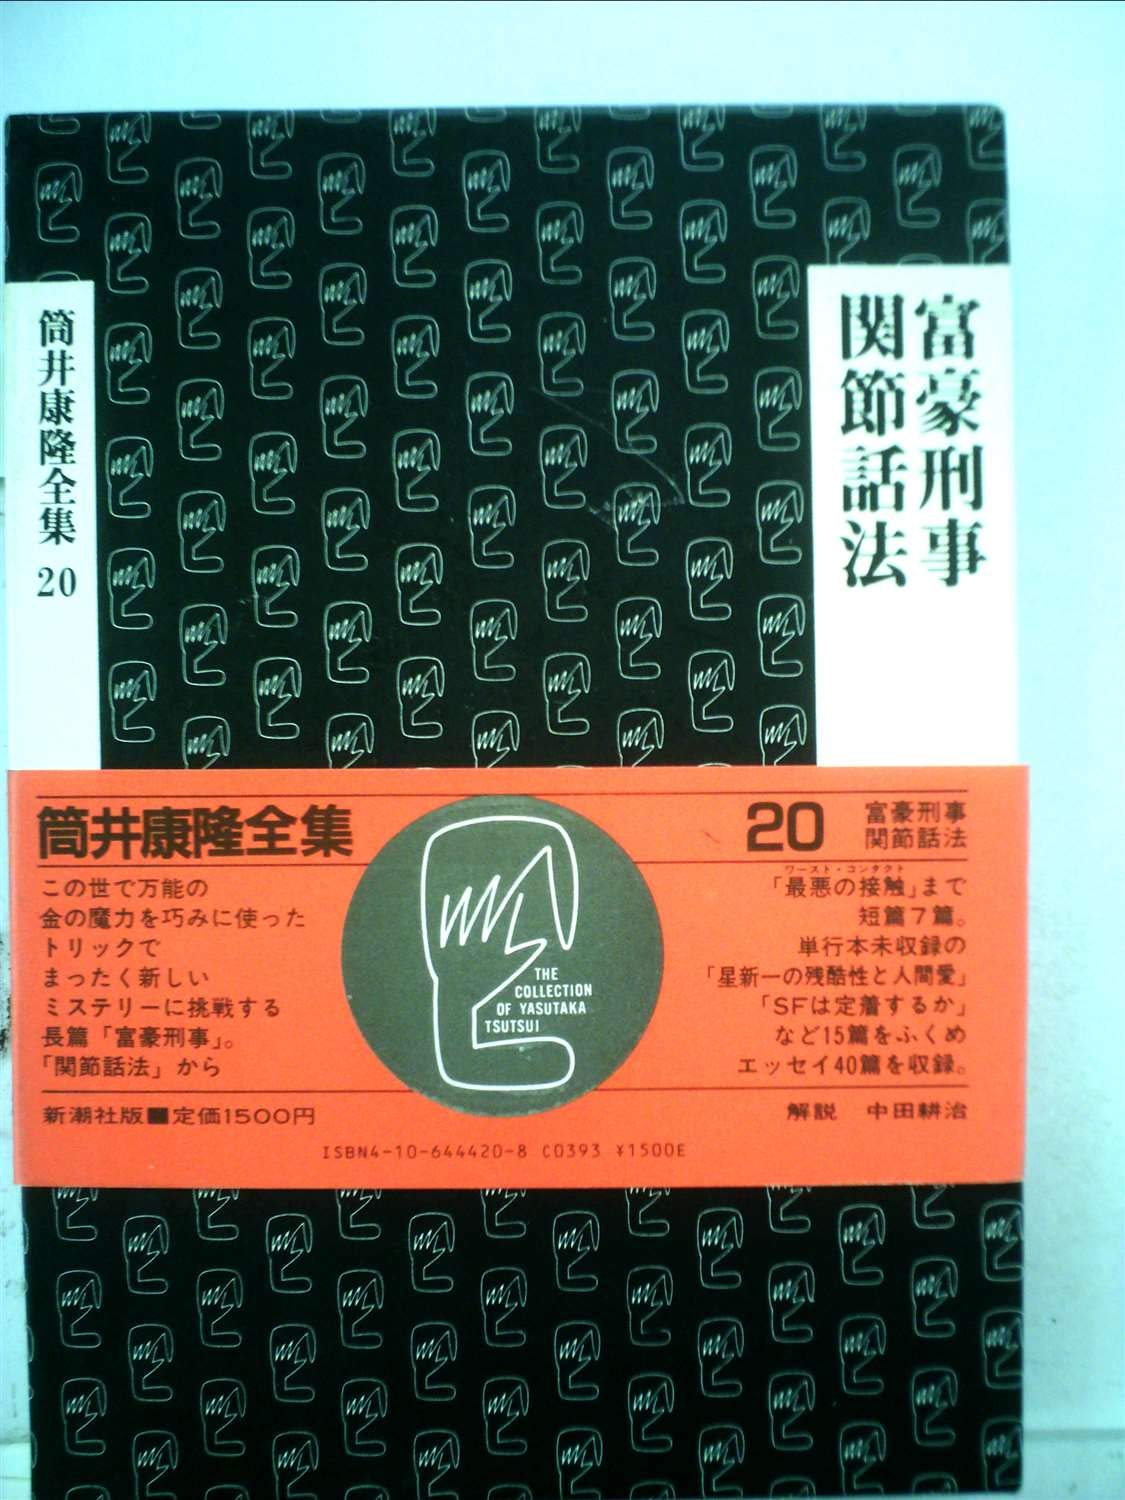 富豪刑事
関節話法
筒井康隆全集 20
筒井康隆全集
この世で万能の
金の魔力を巧みに使った
トリックで
まったく新しい
ミステリーに挑戦する
長篇「富豪刑事」。
「関節話法」から
新潮社版■定価1500円
THE
COLLECTION
OF YASUTAKA
TSUTSUI
20
富豪刑事
関節話法
ワースト・コンタクト
「最悪の接触」まで
短篇7篇。
単行本未収録の
「星新一の残酷性と人間愛」
「SFは定着するか」
など15篇をふくめ
エッセイ40篇を収録。
解説 中田耕治
ISBN4-10-644420-8 C0393 ¥1500E